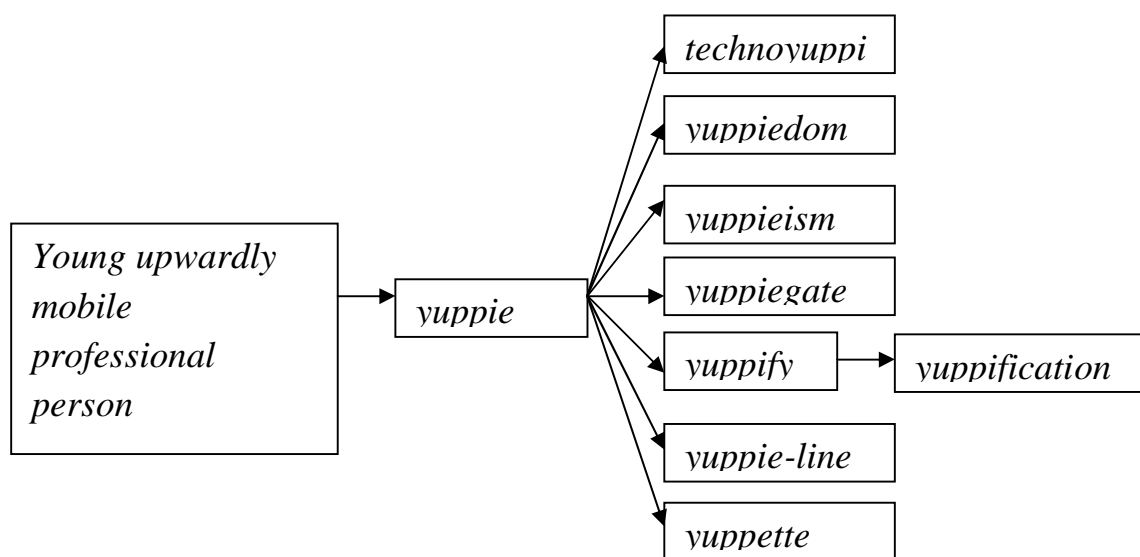 technoyuppi
yuppiedom
yuppieism
Young upwardly
mobile
professional
person
yuppie
yuppiegate
yuppify
yuppification
yuppie-line
yuppette